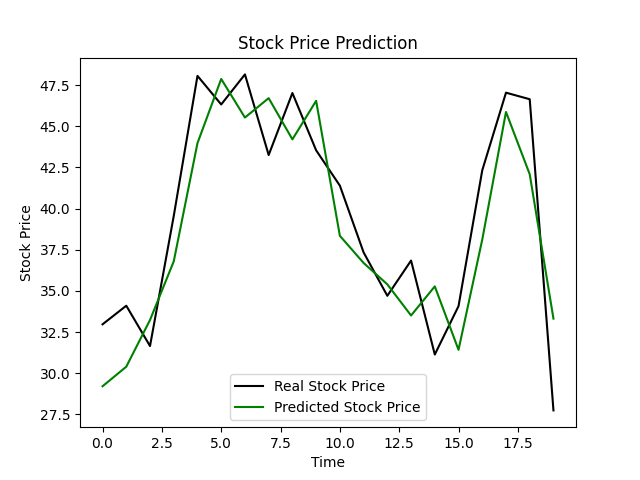 Stock Price Prediction
47.5
45.0
42.5
40.0
37.5
35.0
32.5
30.0
27.5
Stock Price
Real Stock Price
Predicted Stock Price
0.0 2.5 5.0 7.5 10.0 12.5 15.0 17.5
Time